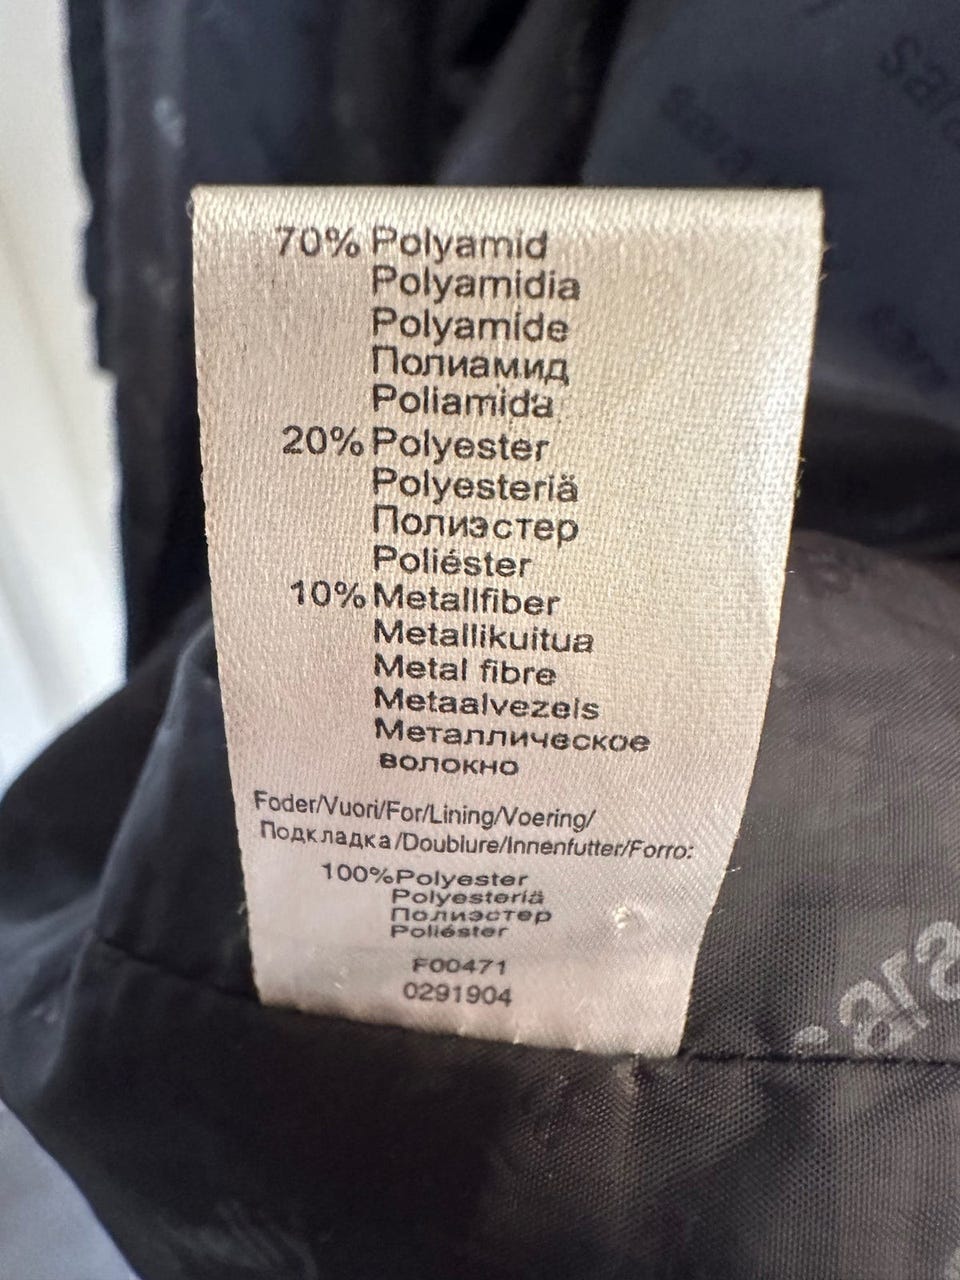 70% Polyamid
Polyamidia
Polyamide
Полиамид
Poliamida
20% Polyester
Polyesteriä
Полиэстер
Poliéster
10% Metallfiber
Metallikuitua
Metal fibre
Metaalvezels
Металлическое
волокно
Foder/Vuori/For/Lining/Voering/
Подкладка/Doublure/Innenfutter/Forro:
100%Polyester
Polyesteriä
Полиэстер
Poliéster
F00471
0291904
sara